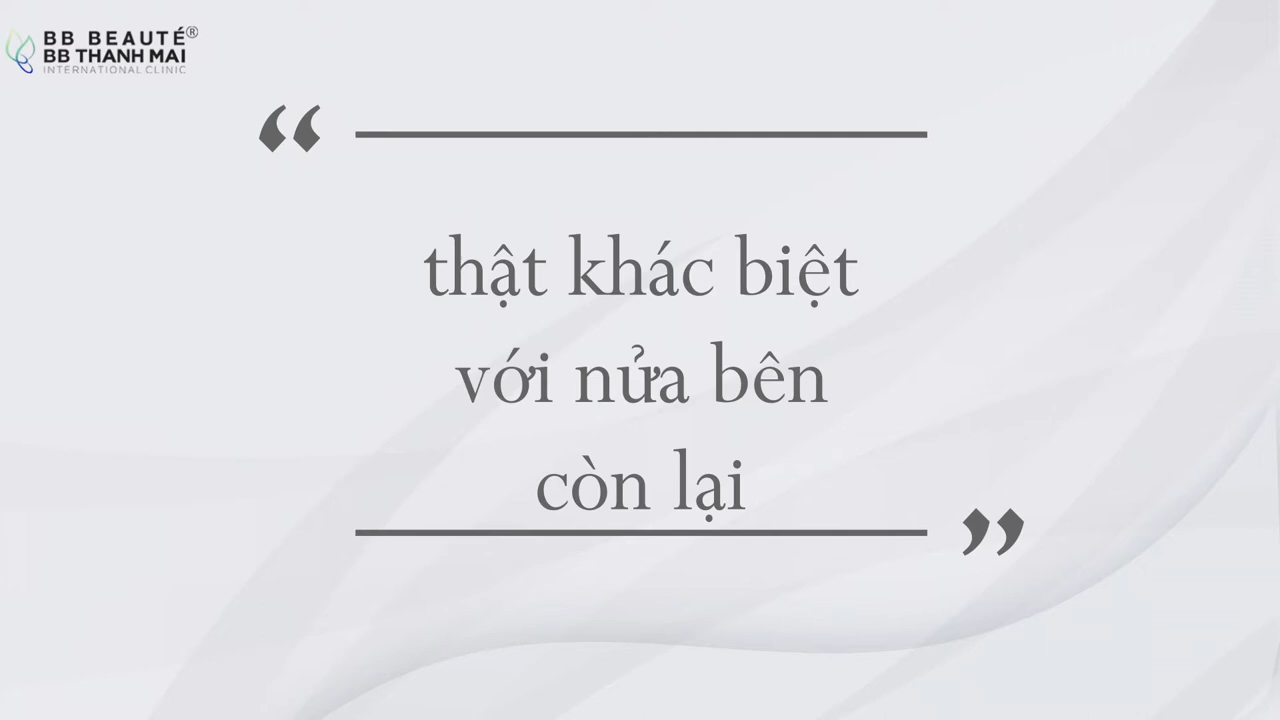 BB BEAUTÉ®
BB THANH MAI
INTERNATIONAL CLINIC
“
thật khác biệt
với nửa bên
còn lại
”